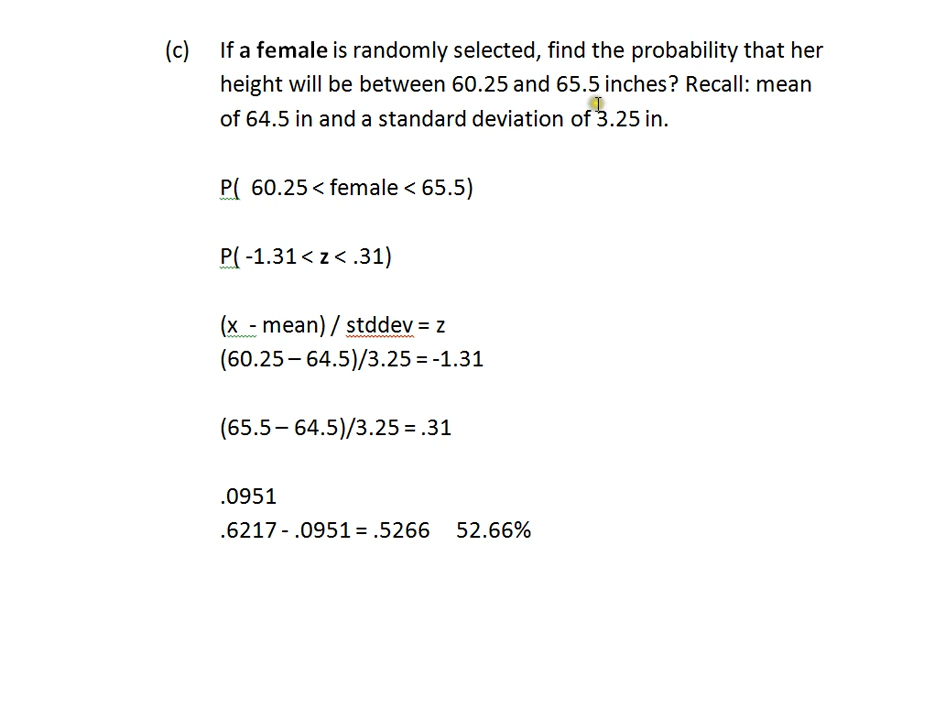 (c) If a female is randomly selected, find the probability that her
height will be between 60.25 and 65.5 inches? Recall: mean
of 64.5 in and a standard deviation of 3.25 in.
P( 60.25 < female < 65.5)
P( -1.31 < z < .31)
(x - mean) / stddev = z
(60.25 – 64.5)/3.25 = -1.31
(65.5 – 64.5)/3.25 = .31
.0951
.6217 - .0951 = .5266 52.66%